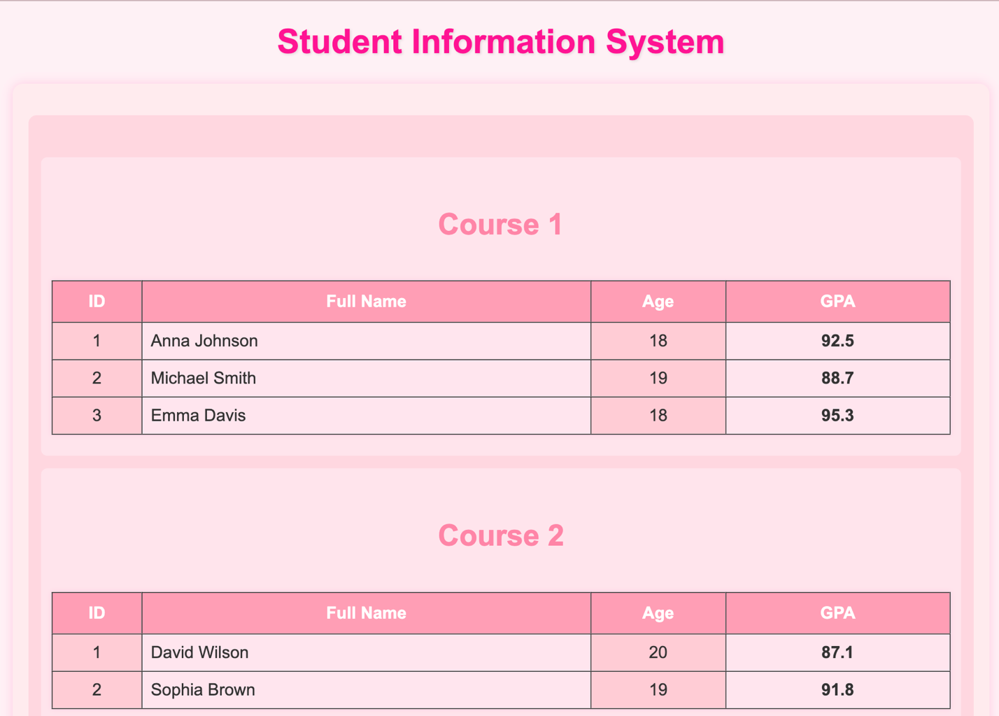 Student Information System
Course 1
ID Full Name Age GPA
1 Anna Johnson 18 92.5
2 Michael Smith 19 88.7
3 Emma Davis 18 95.3
Course 2
ID Full Name Age GPA
1 David Wilson 20 87.1
2 Sophia Brown 19 91.8